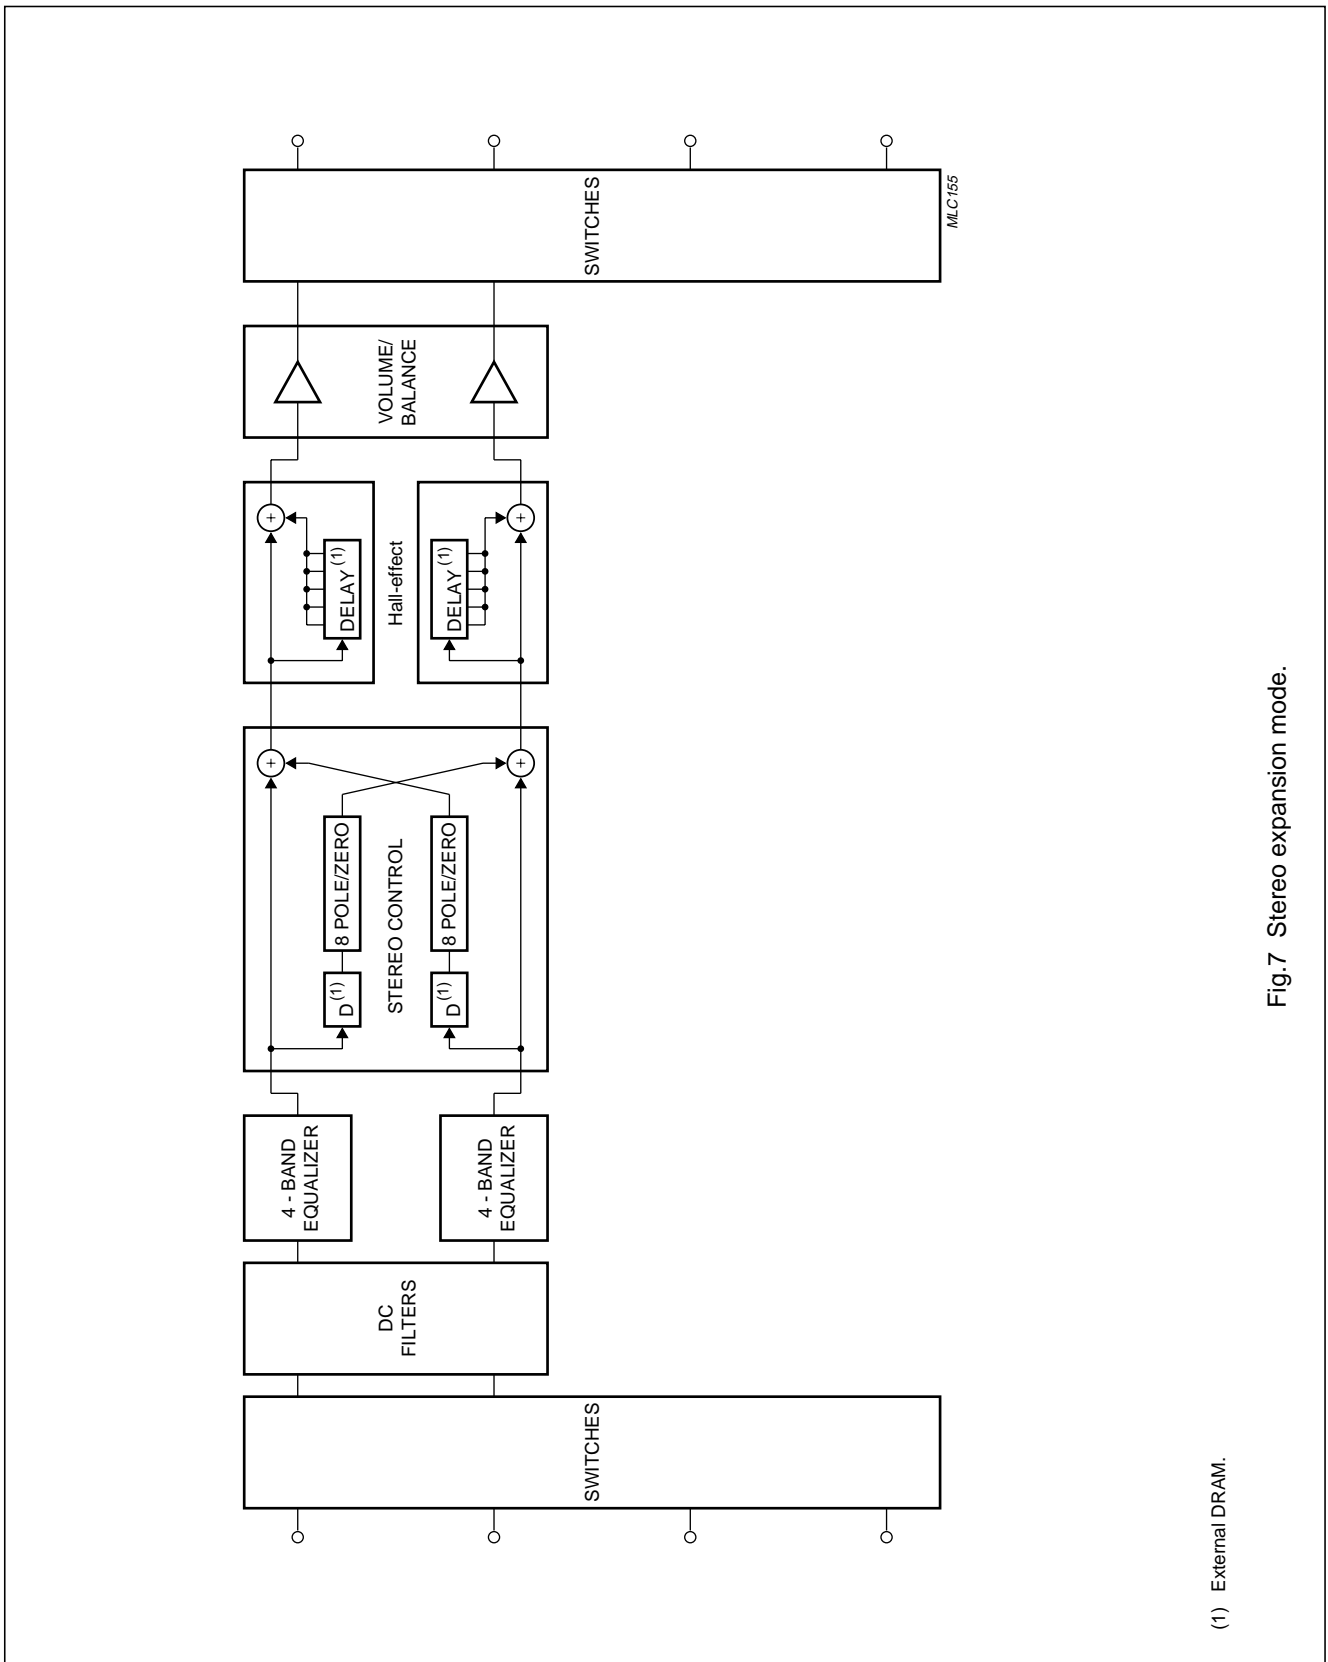 SWITCHES
DC
FILTERS
4 - BAND
EQUALIZER
4 - BAND
EQUALIZER
D(1)
8 POLE/ZERO
STEREO CONTROL
D(1)
8 POLE/ZERO
+
+
DELAY(1)
+
Hall-effect
DELAY(1)
+
VOLUME/
BALANCE
SWITCHES
MLC155
(1) External DRAM.
Fig.7 Stereo expansion mode.